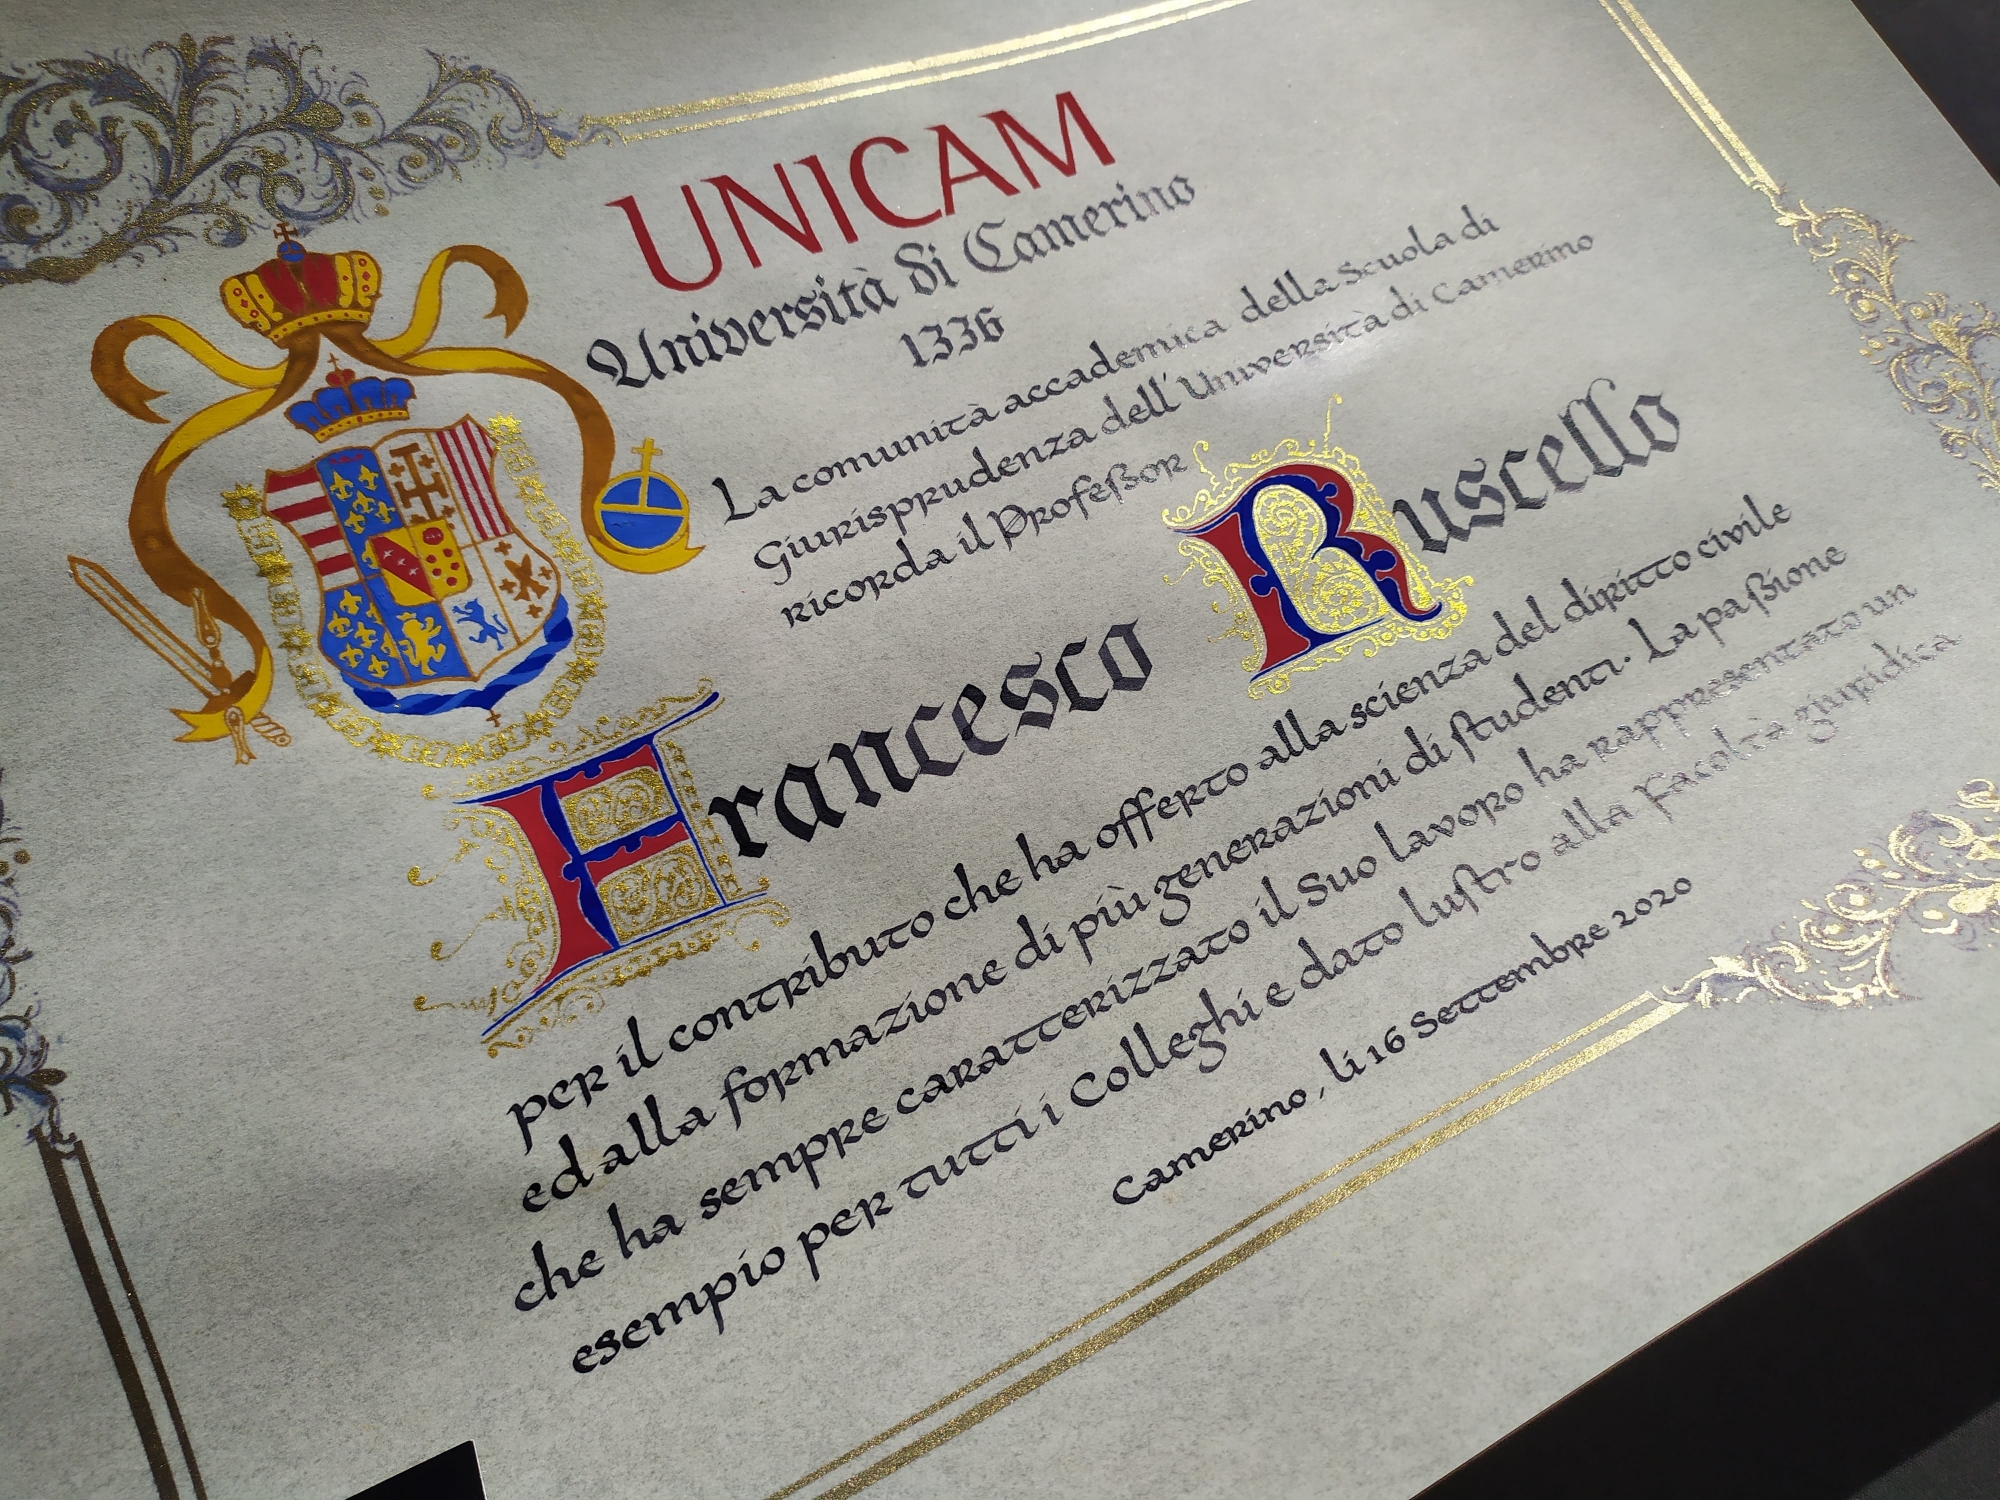 UNICAM
Università di Camerino
1336
La comunità accademica della Scuola di
Giurisprudenza dell'Università di Camerino
ricorda il Profeſsor
Francesco Ruscello
per il contributo che ha offerto alla scienza del diritto civile
ed alla formazione di più generazioni di ſtudenti. La paſsione
che ha sempre caratterizzato il Suo lavoro ha rappresentato un
esempio per tutti i Colleghi e dato luſtro alla Facoltà giuridica
Camerino, li 16 Settembre 2020